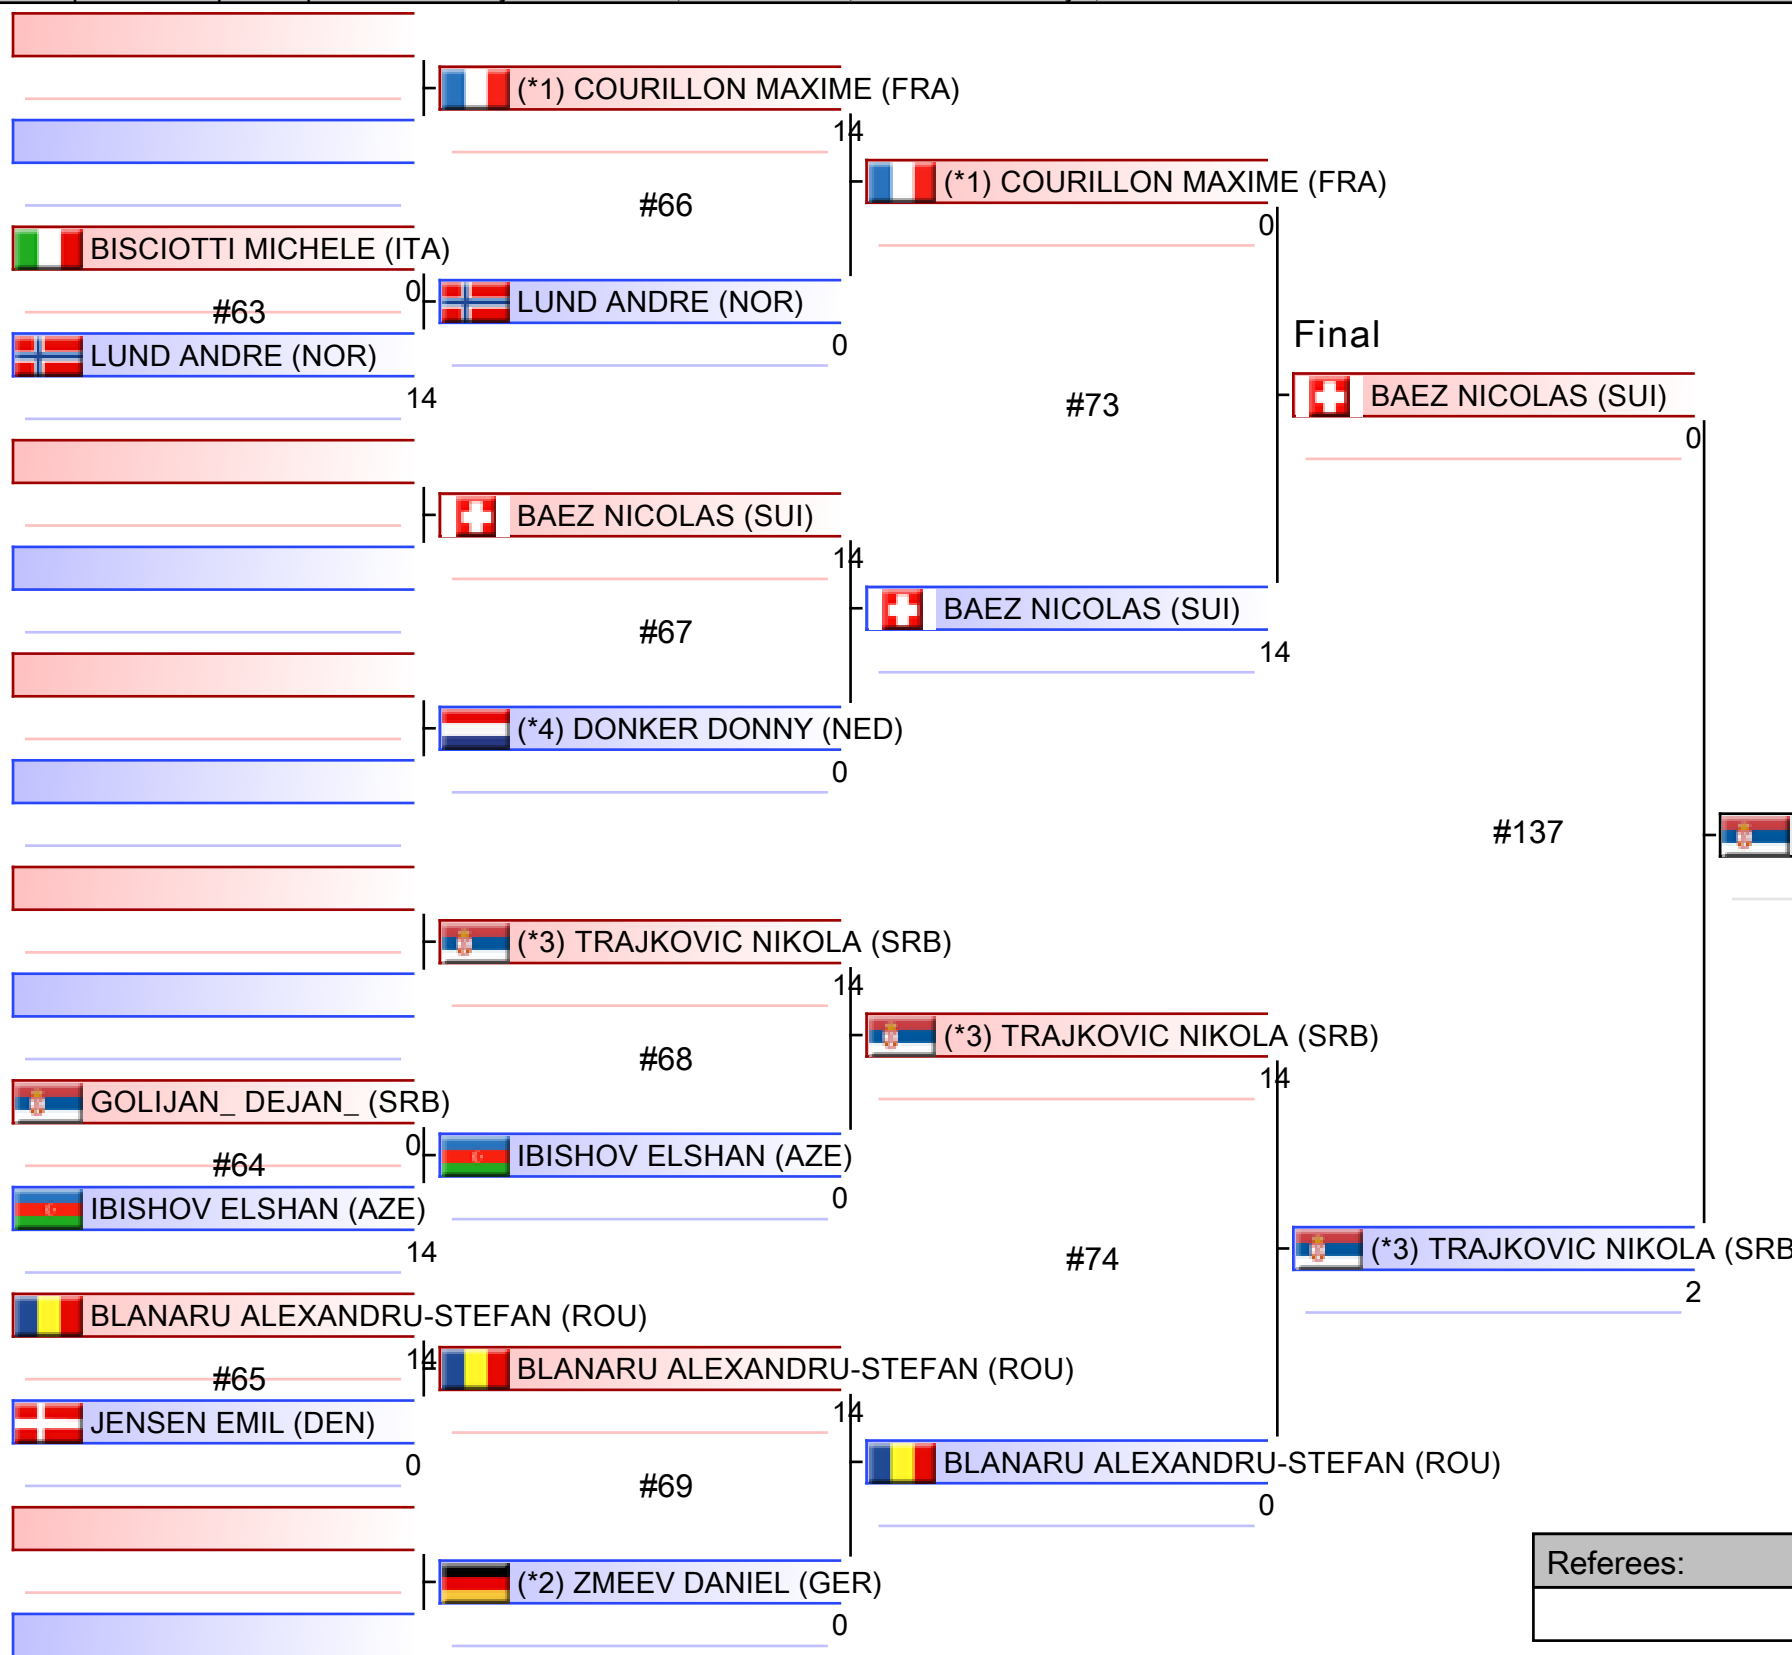 (*1) COURILLON MAXIME (FRA)
14
(*1) COURILLON MAXIME (FRA)
#66
0
BISCIOTTI MICHELE (ITA)
0
#63
LUND ANDRE (NOR)
0
LUND ANDRE (NOR)
14
Final
#73
BAEZ NICOLAS (SUI)
0
BAEZ NICOLAS (SUI)
14
#67
BAEZ NICOLAS (SUI)
14
(*4) DONKER DONNY (NED)
0
#137
(*3) TRAJKOVIC NIKOLA (SRB)
14
(*3) TRAJKOVIC NIKOLA (SRB)
14
#68
GOLIJAN_ DEJAN_ (SRB)
0
#64
IBISHOV ELSHAN (AZE)
0
IBISHOV ELSHAN (AZE)
14
#74
(*3) TRAJKOVIC NIKOLA (SRB
2
BLANARU ALEXANDRU-STEFAN (ROU)
14
#65
BLANARU ALEXANDRU-STEFAN (ROU)
14
JENSEN EMIL (DEN)
0
#69
BLANARU ALEXANDRU-STEFAN (ROU)
0
(*2) ZMEEV DANIEL (GER)
0
Referees: